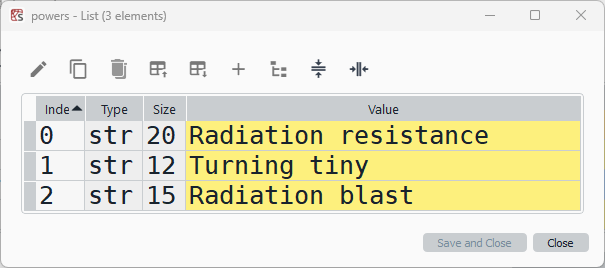 powers - List (3 elements)
Inde Type Size Value
0 str 20 Radiation resistance
1 str 12 Turning tiny
2 str 15 Radiation blast
Save and Close Close